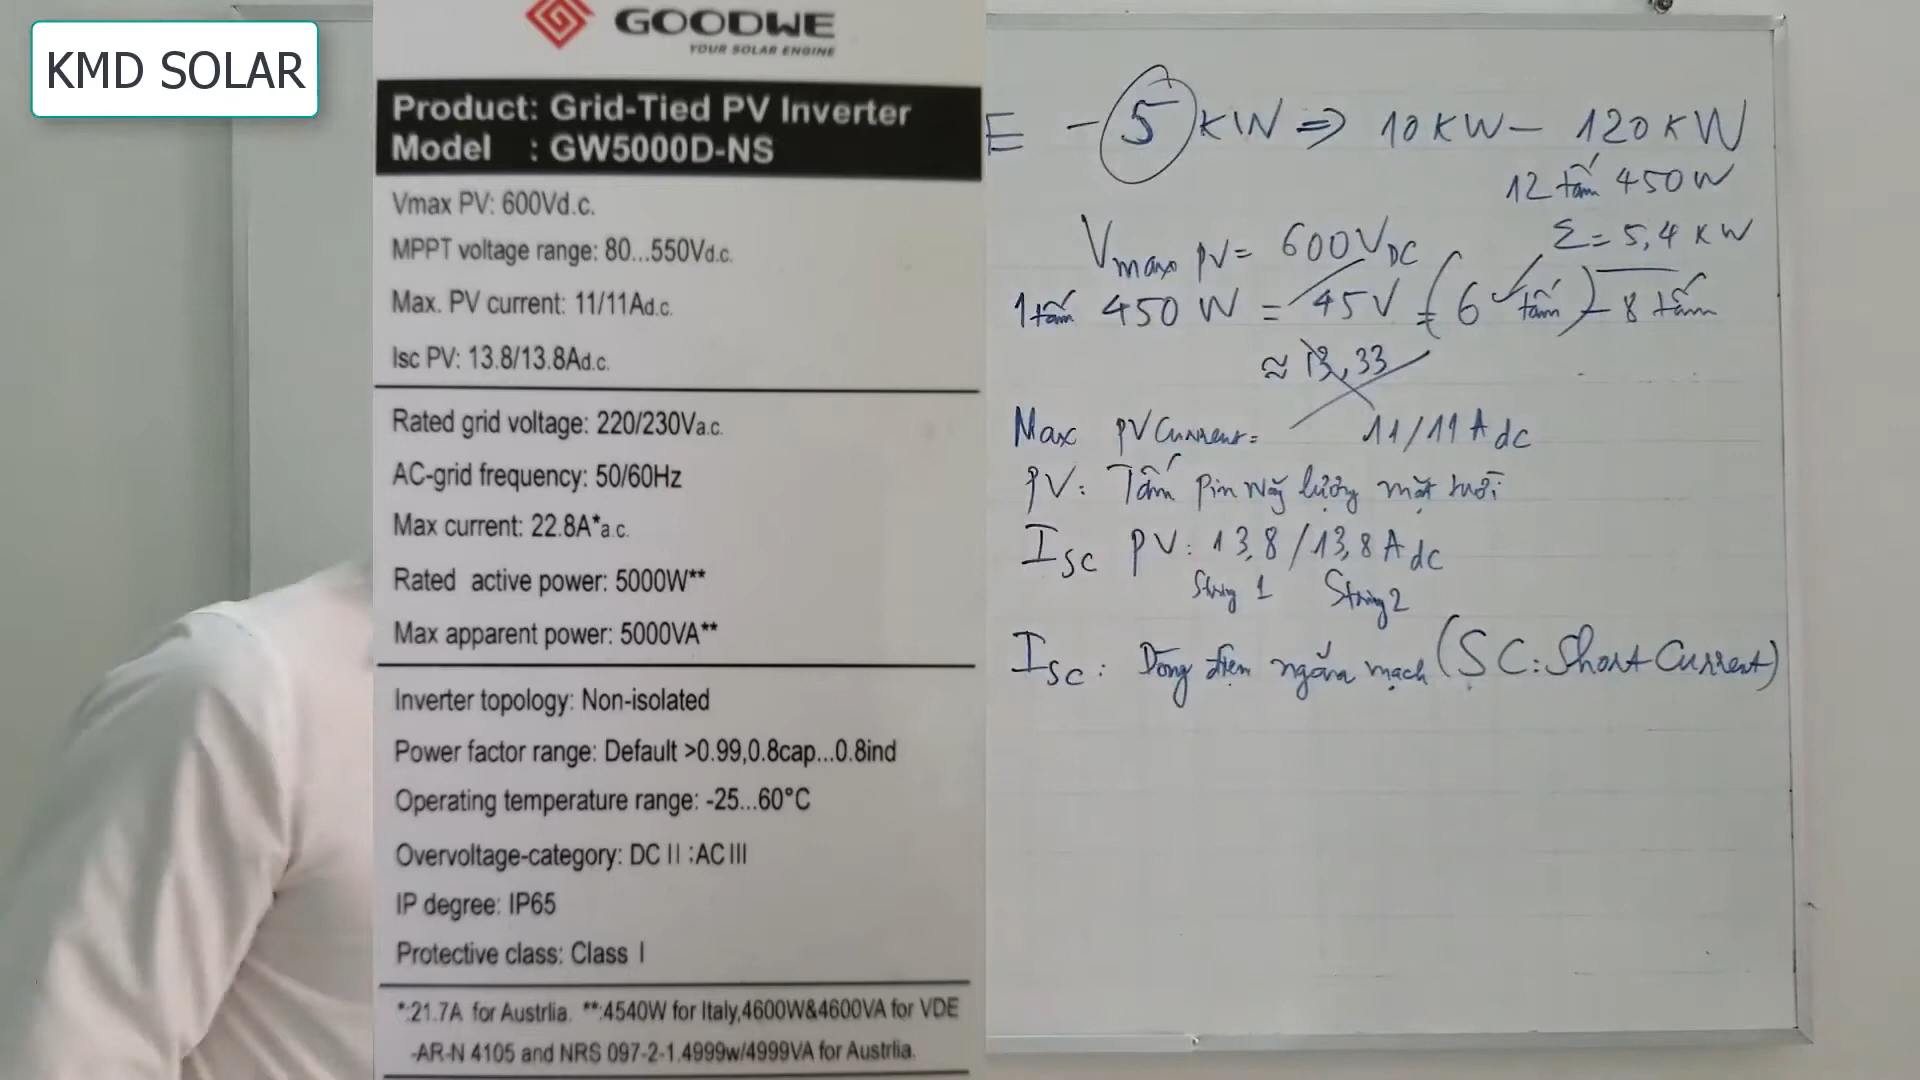 KMD SOLAR
GOODWE
YOUR SOLAR ENGINE
Product: Grid-Tied PV Inverter
Model : GW5000D-NS
Vmax PV: 600Vd.c.
MPPT voltage range: 80...550Vd.c.
Max. PV current: 11/11Ad.c.
Isc PV: 13.8/13.8Ad.c.
Rated grid voltage: 220/230Va.c.
AC-grid frequency: 50/60Hz
Max current: 22.8A*a.c.
Rated active power: 5000W**
Max apparent power: 5000VA**
Inverter topology: Non-isolated
Power factor range: Default >0.99,0.8cap...0.8ind
Operating temperature range: -25...60°C
Overvoltage-category: DC II ;AC III
IP degree: IP65
Protective class: Class I
*:21.7A for Austrlia. **:4540W for Italy,4600W&4600VA for VDE
-AR-N 4105 and NRS 097-2-1.4999w/4999VA for Austrlia.
E - 5 KW => 10 KW - 120 KW
12 tấm 450 W
Σ = 5,4 KW
Vmax PV = 600VDC
1 tấm 450 W = 45V = (6 tấm) - 8 tấm
≈ 13,33
Max PV Current = 11/11 A dc
PV: Tấm Pin năng lượng mặt trời
Isc PV: 13,8/13,8 A dc
String 1 String 2
Isc: Dòng điện ngắn mạch (SC: Short Current)